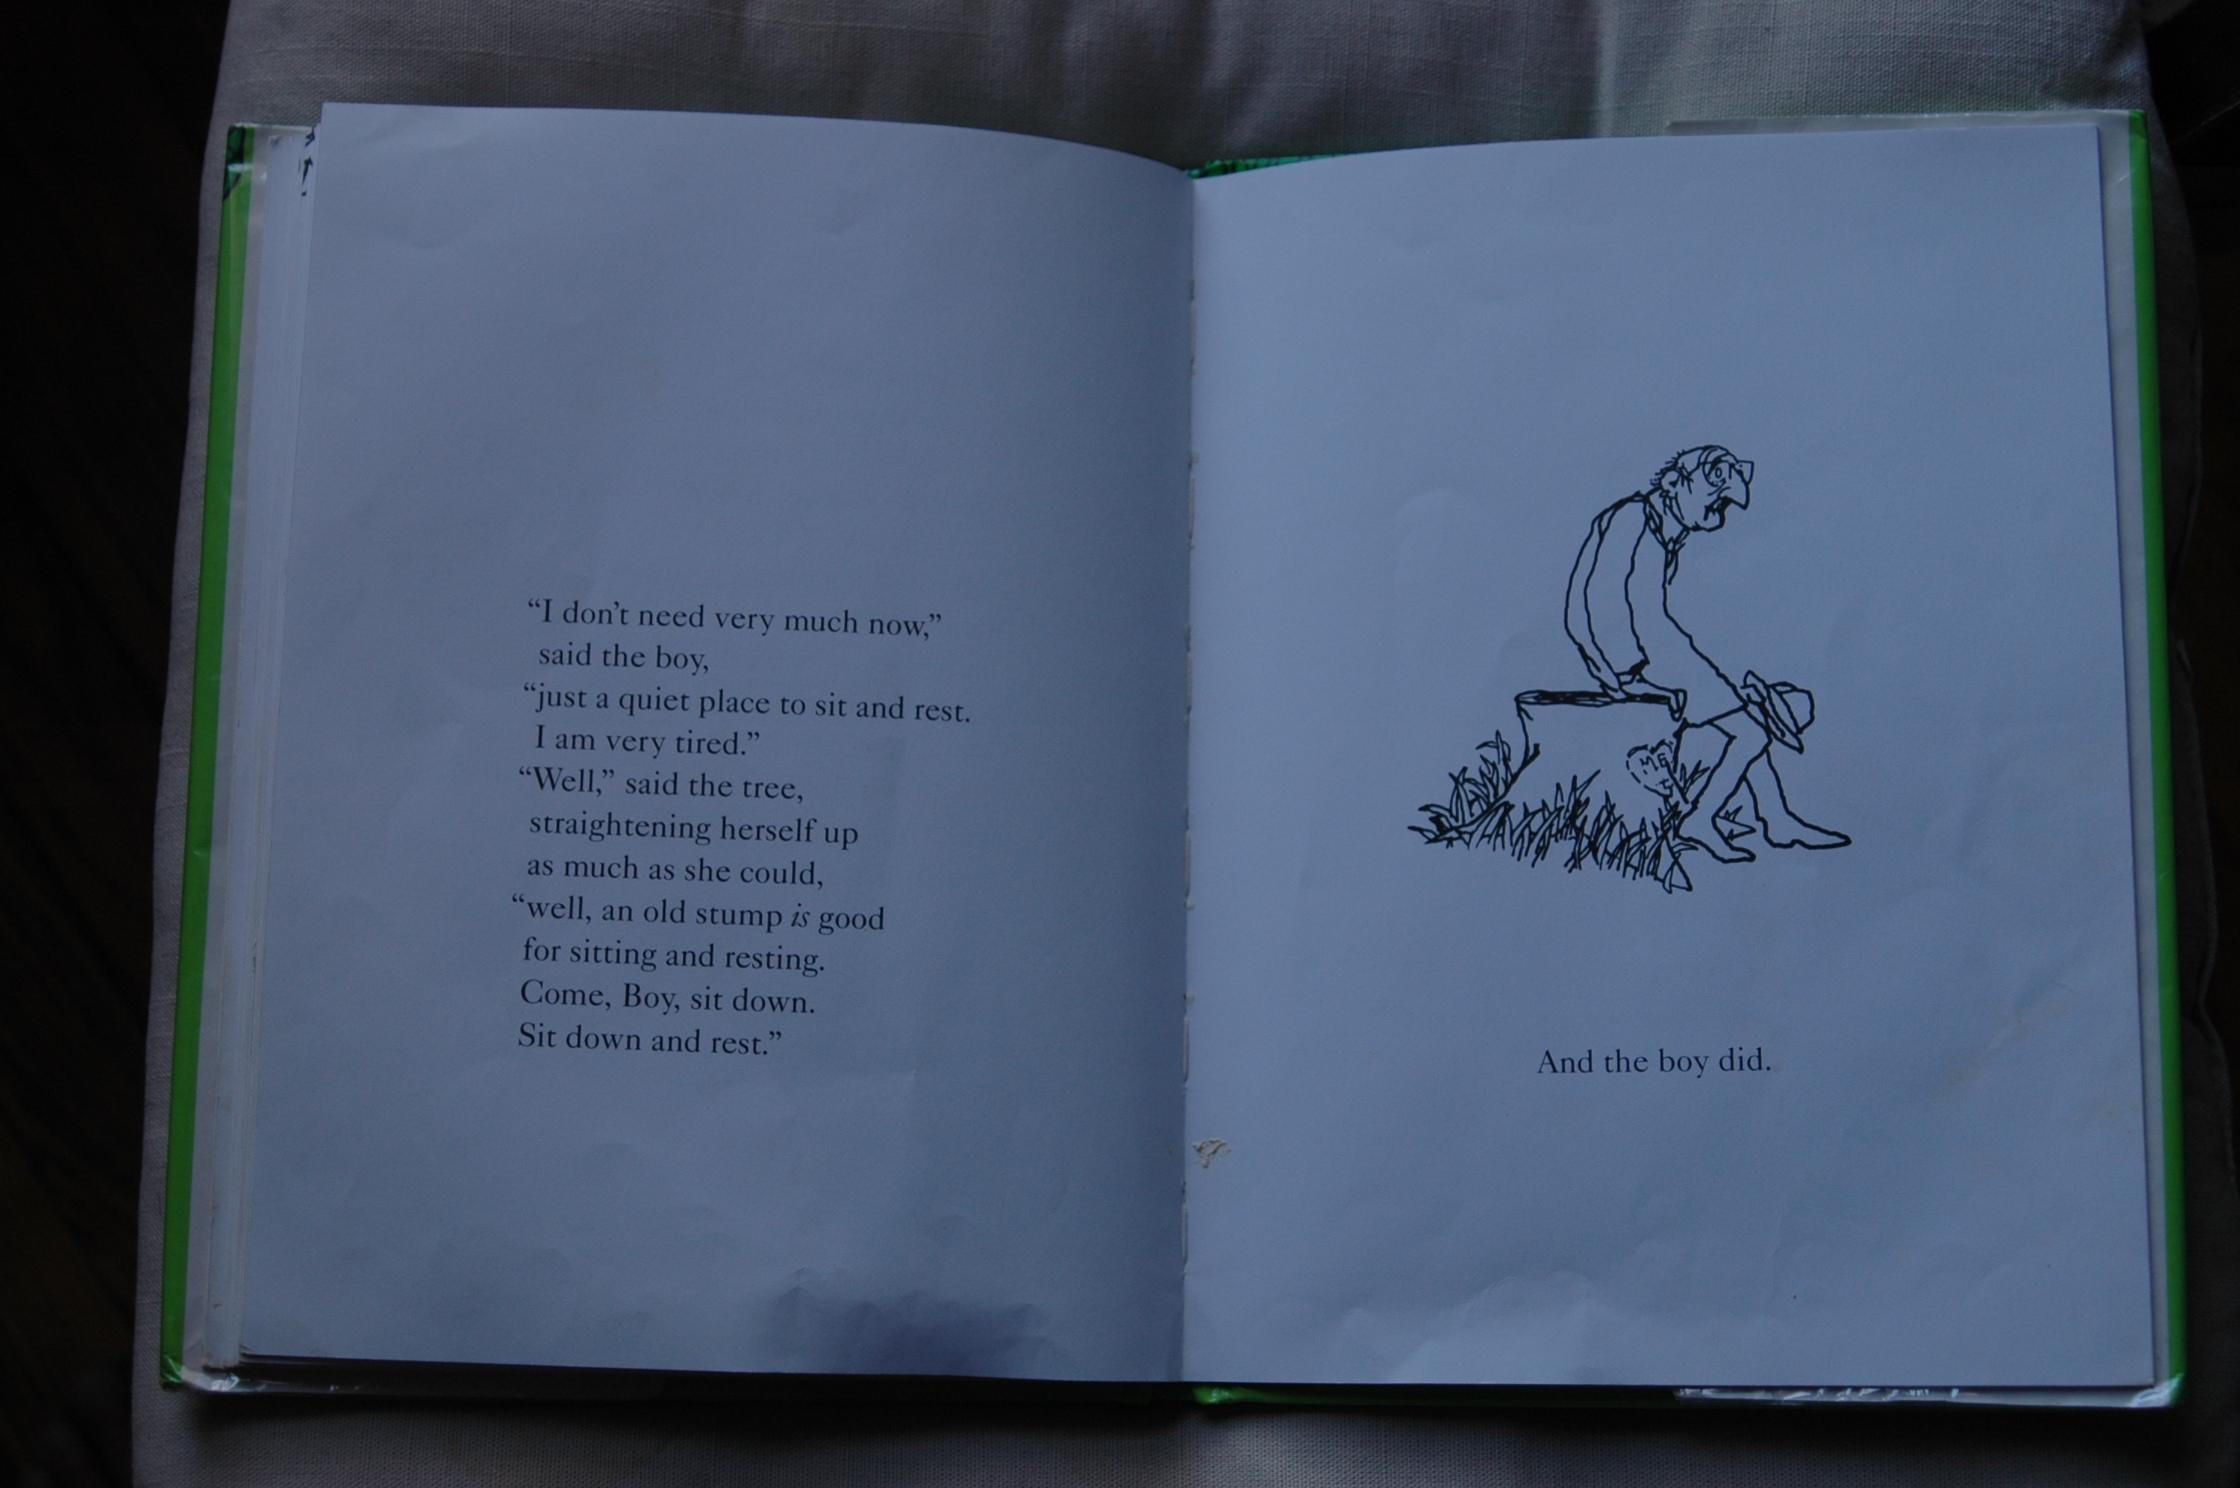 “I don’t need very much now,”
said the boy,
“just a quiet place to sit and rest.
I am very tired.”
“Well,” said the tree,
straightening herself up
as much as she could,
“well, an old stump is good
for sitting and resting.
Come, Boy, sit down.
Sit down and rest.”
And the boy did.
M.E.